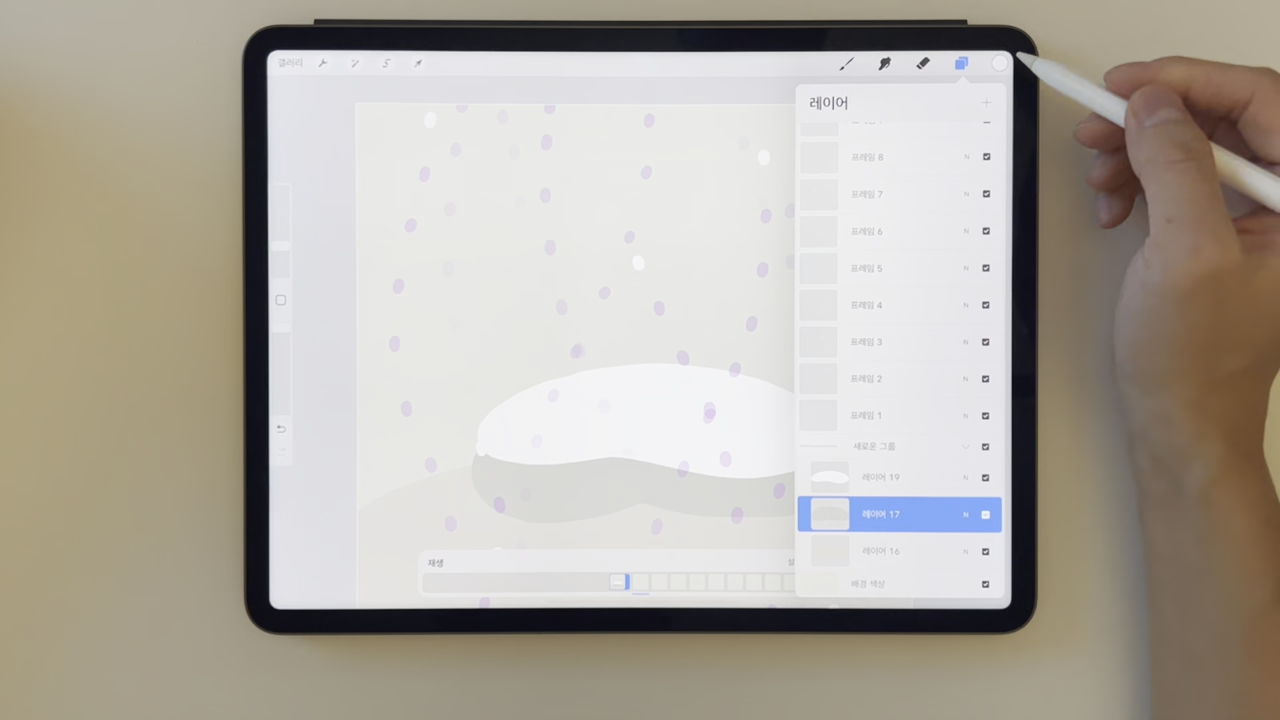 갤러리
레이어
프레임 8
N
프레임 7
N
프레임 6
N
프레임 5
N
프레임 4
N
프레임 3
N
프레임 2
N
프레임 1
N
새로운 그룹
레이어 19
N
레이어 17
N
레이어 16
N
배경 색상
재생